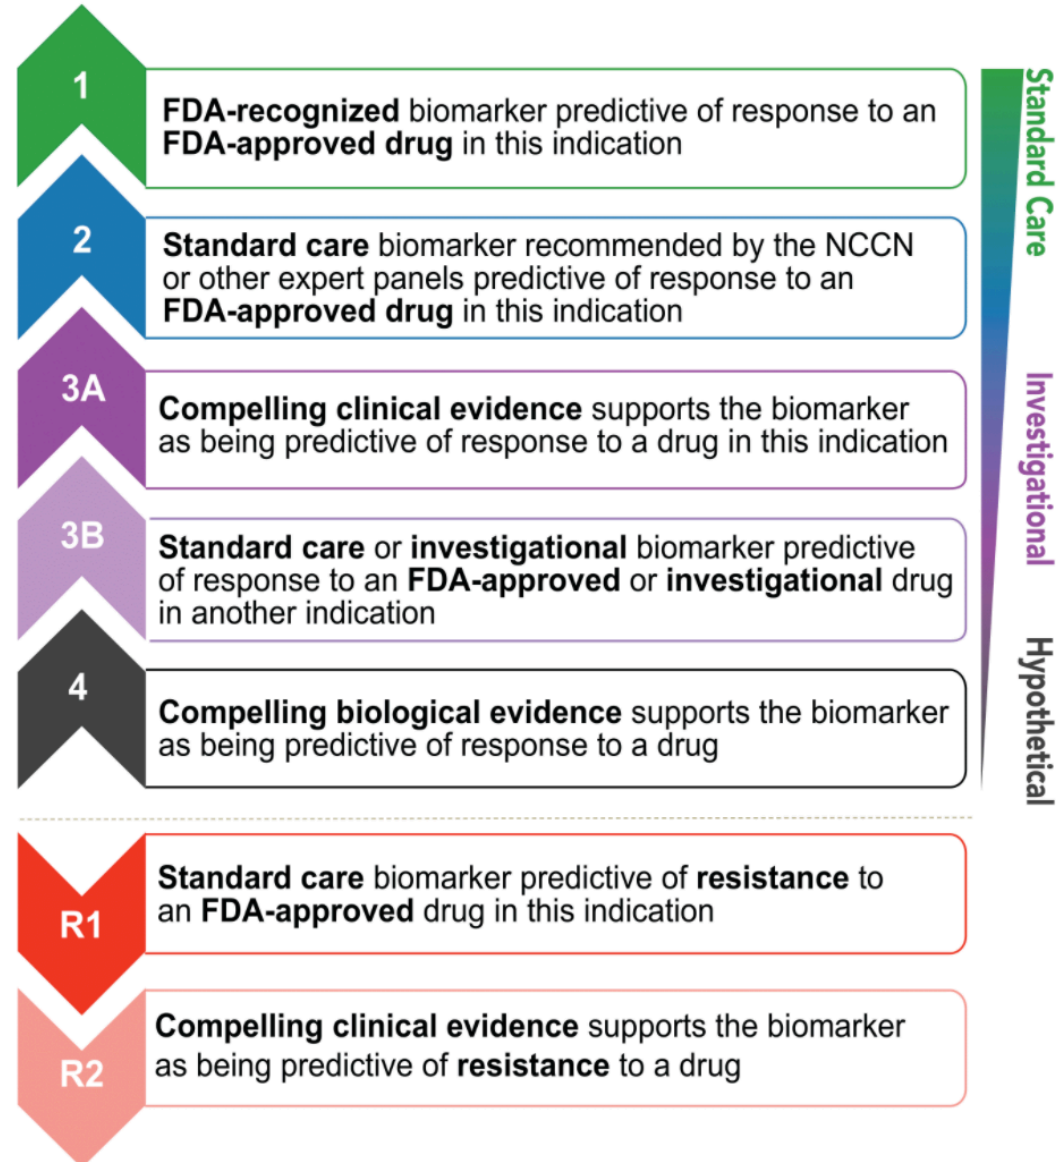 1
FDA-recognized biomarker predictive of response to an
FDA-approved drug in this indication
2
Standard care biomarker recommended by the NCCN
or other expert panels predictive of response to an
FDA-approved drug in this indication
3A
Compelling clinical evidence supports the biomarker
as being predictive of response to a drug in this indication
3B
Standard care or investigational biomarker predictive
of response to an FDA-approved or investigational drug
in another indication
4
Compelling biological evidence supports the biomarker
as being predictive of response to a drug
R1
Standard care biomarker predictive of resistance to
an FDA-approved drug in this indication
R2
Compelling clinical evidence supports the biomarker
as being predictive of resistance to a drug
Standard Care
Investigational
Hypothetical